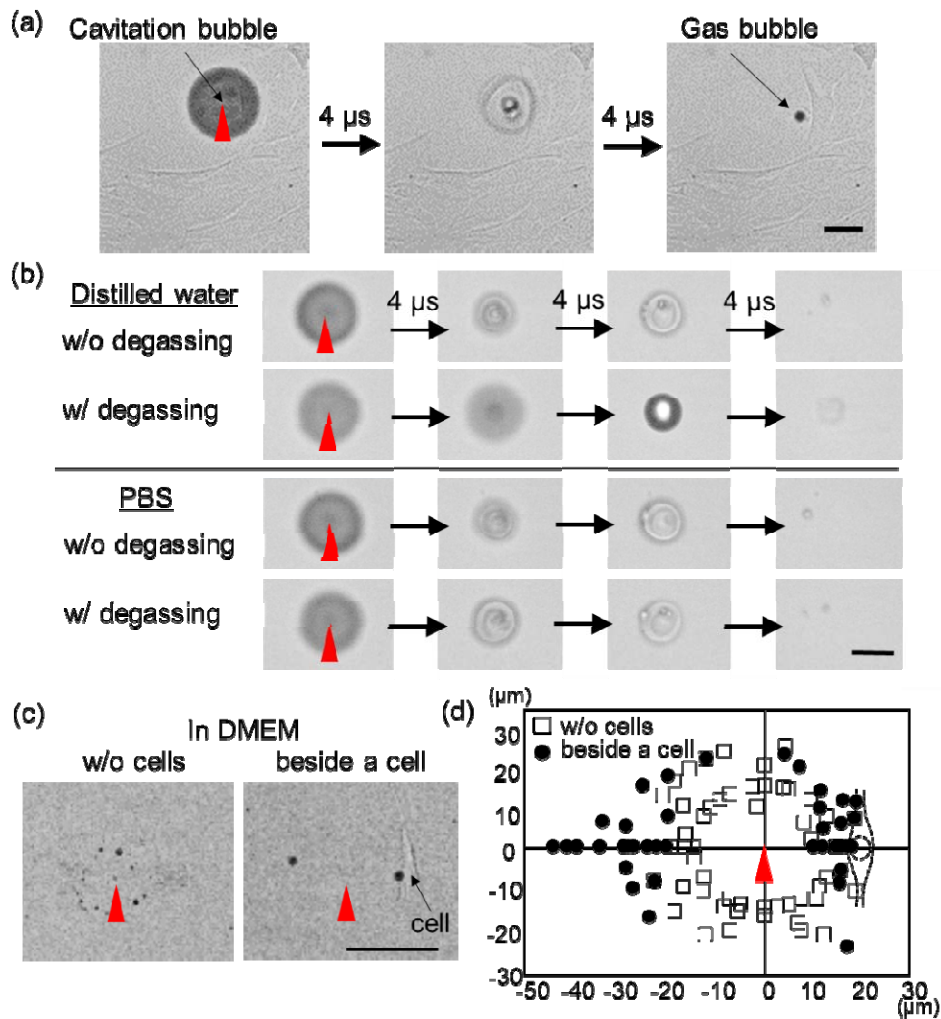 (a)
Cavitation bubble
Gas bubble
4 µs
4 µs
(b)
Distilled water
4 µs
4 µs
4 µs
w/o degassing
w/ degassing
PBS
w/o degassing
w/ degassing
(c)
In DMEM
w/o cells
beside a cell
cell
(d)
(µm)
w/o cells
beside a cell
30
20
10
0
-10
-20
-30
-50
-40
-30
-20
-10
0
10
20
30
(µm)